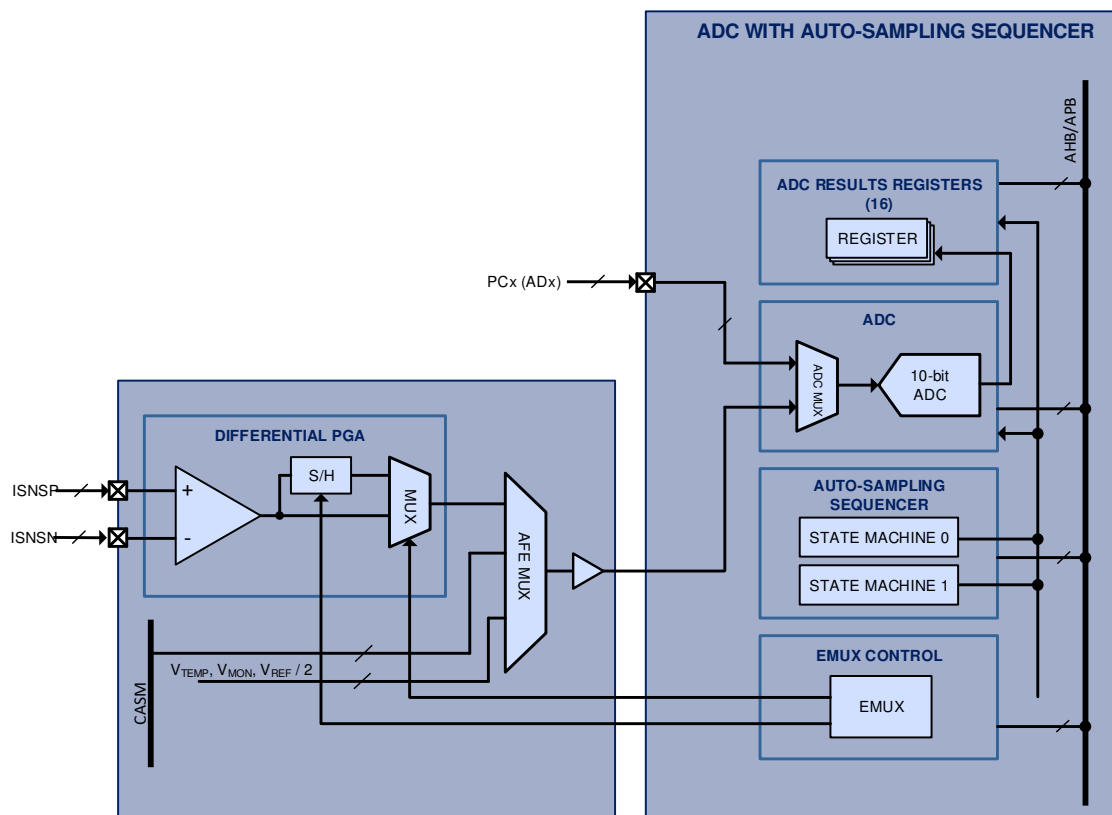 ADC WITH AUTO-SAMPLING SEQUENCER
AHB/APB
ADC RESULTS REGISTERS
(16)
REGISTER
PCx (ADx)
ADC
ADC MUX
10-bit
ADC
DIFFERENTIAL PGA
S/H
MUX
ISNSP
+
ISNSN
-
AFE MUX
AUTO-SAMPLING
SEQUENCER
STATE MACHINE 0
STATE MACHINE 1
CASM
VTEMP, VMON, VREF / 2
EMUX CONTROL
EMUX